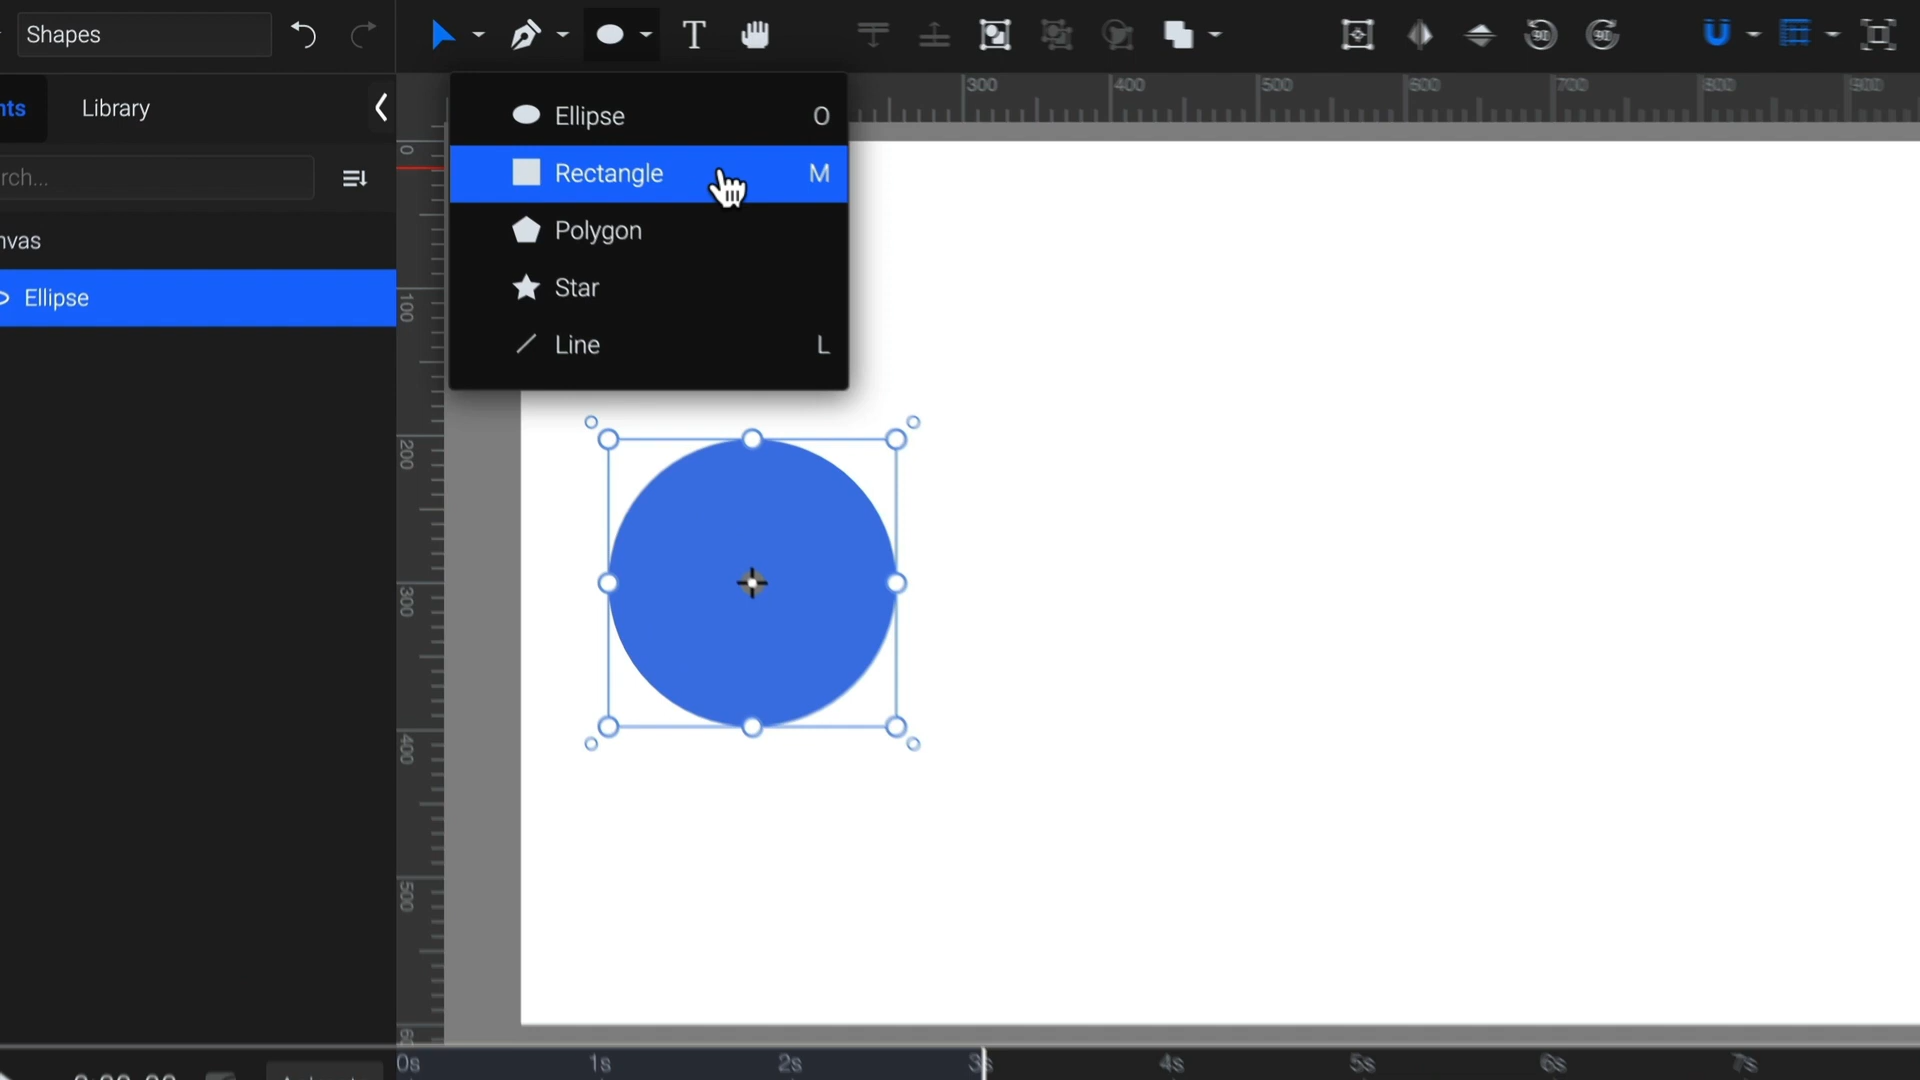 Shapes
nts Library
rch...
nvas
Ellipse
Ellipse O
Rectangle M
Polygon
Star
Line L
300 400 500 600 700 800 900
0
100
200
300
400
500
0s 1s 2s 3s 4s 5s 6s 7s